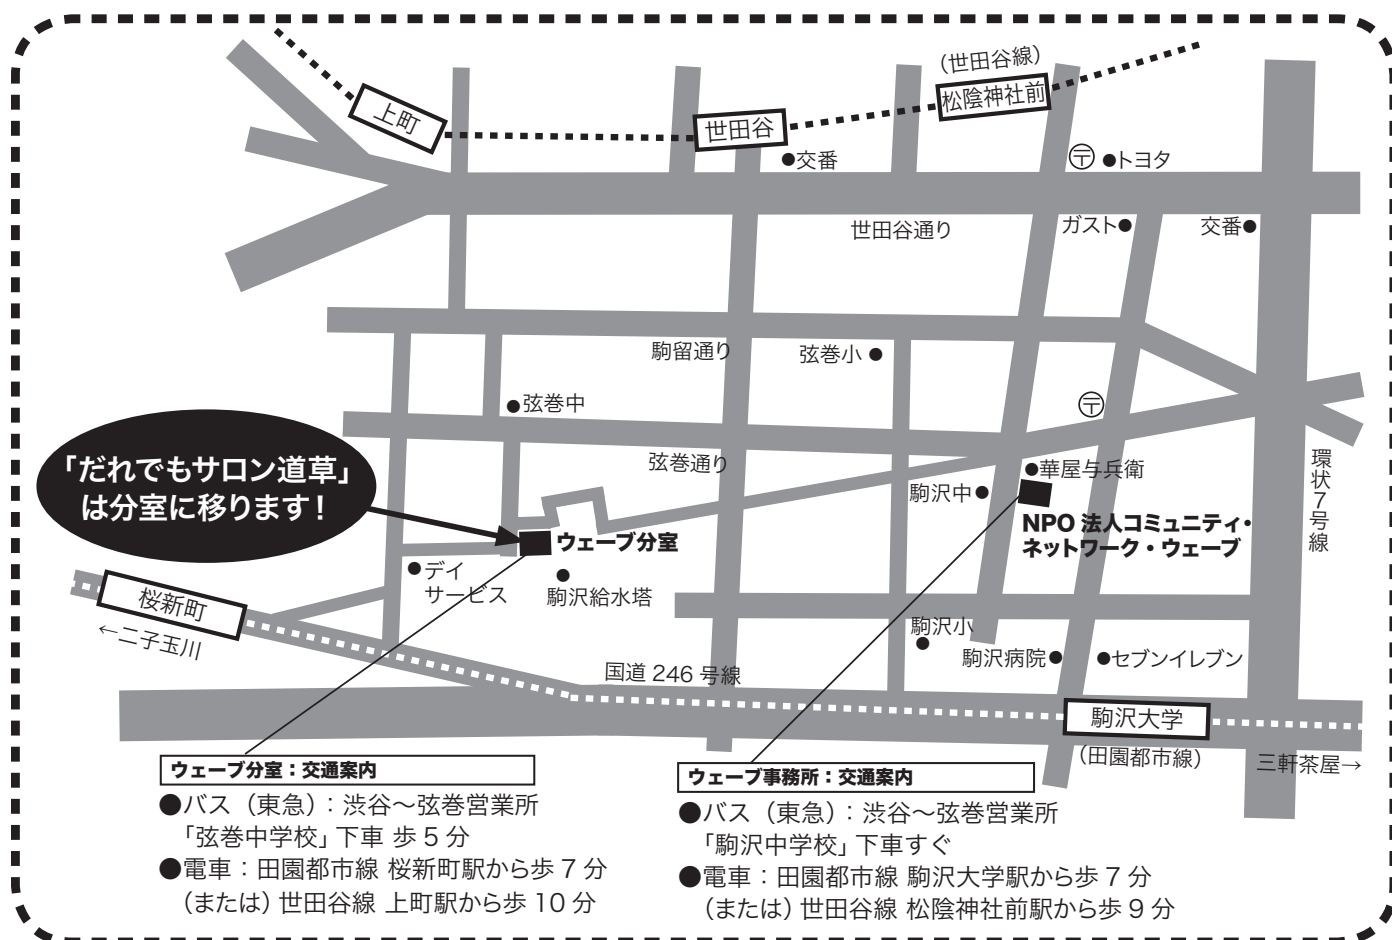 （世田谷線）
上町
世田谷
松陰神社前
●交番
〒 ●トヨタ
世田谷通り
ガスト●
交番●
駒留通り
弦巻小 ●
●弦巻中
〒
「だれでもサロン道草」
は分室に移ります！
弦巻通り
駒沢中●
●華屋与兵衛
環状7号線
NPO 法人コミュニティ・
ネットワーク・ウェーブ
ウェーブ分室
●デイ
サービス
●
駒沢給水塔
桜新町
←二子玉川
駒沢小
●
駒沢病院●
●セブンイレブン
国道 246 号線
駒沢大学
（田園都市線）
三軒茶屋→
ウェーブ分室：交通案内
●バス（東急）：渋谷〜弦巻営業所
「弦巻中学校」下車 歩 5 分
●電車：田園都市線 桜新町駅から歩 7 分
（または）世田谷線 上町駅から歩 10 分
ウェーブ事務所：交通案内
●バス（東急）：渋谷〜弦巻営業所
「駒沢中学校」下車すぐ
●電車：田園都市線 駒沢大学駅から歩 7 分
（または）世田谷線 松陰神社前駅から歩 9 分